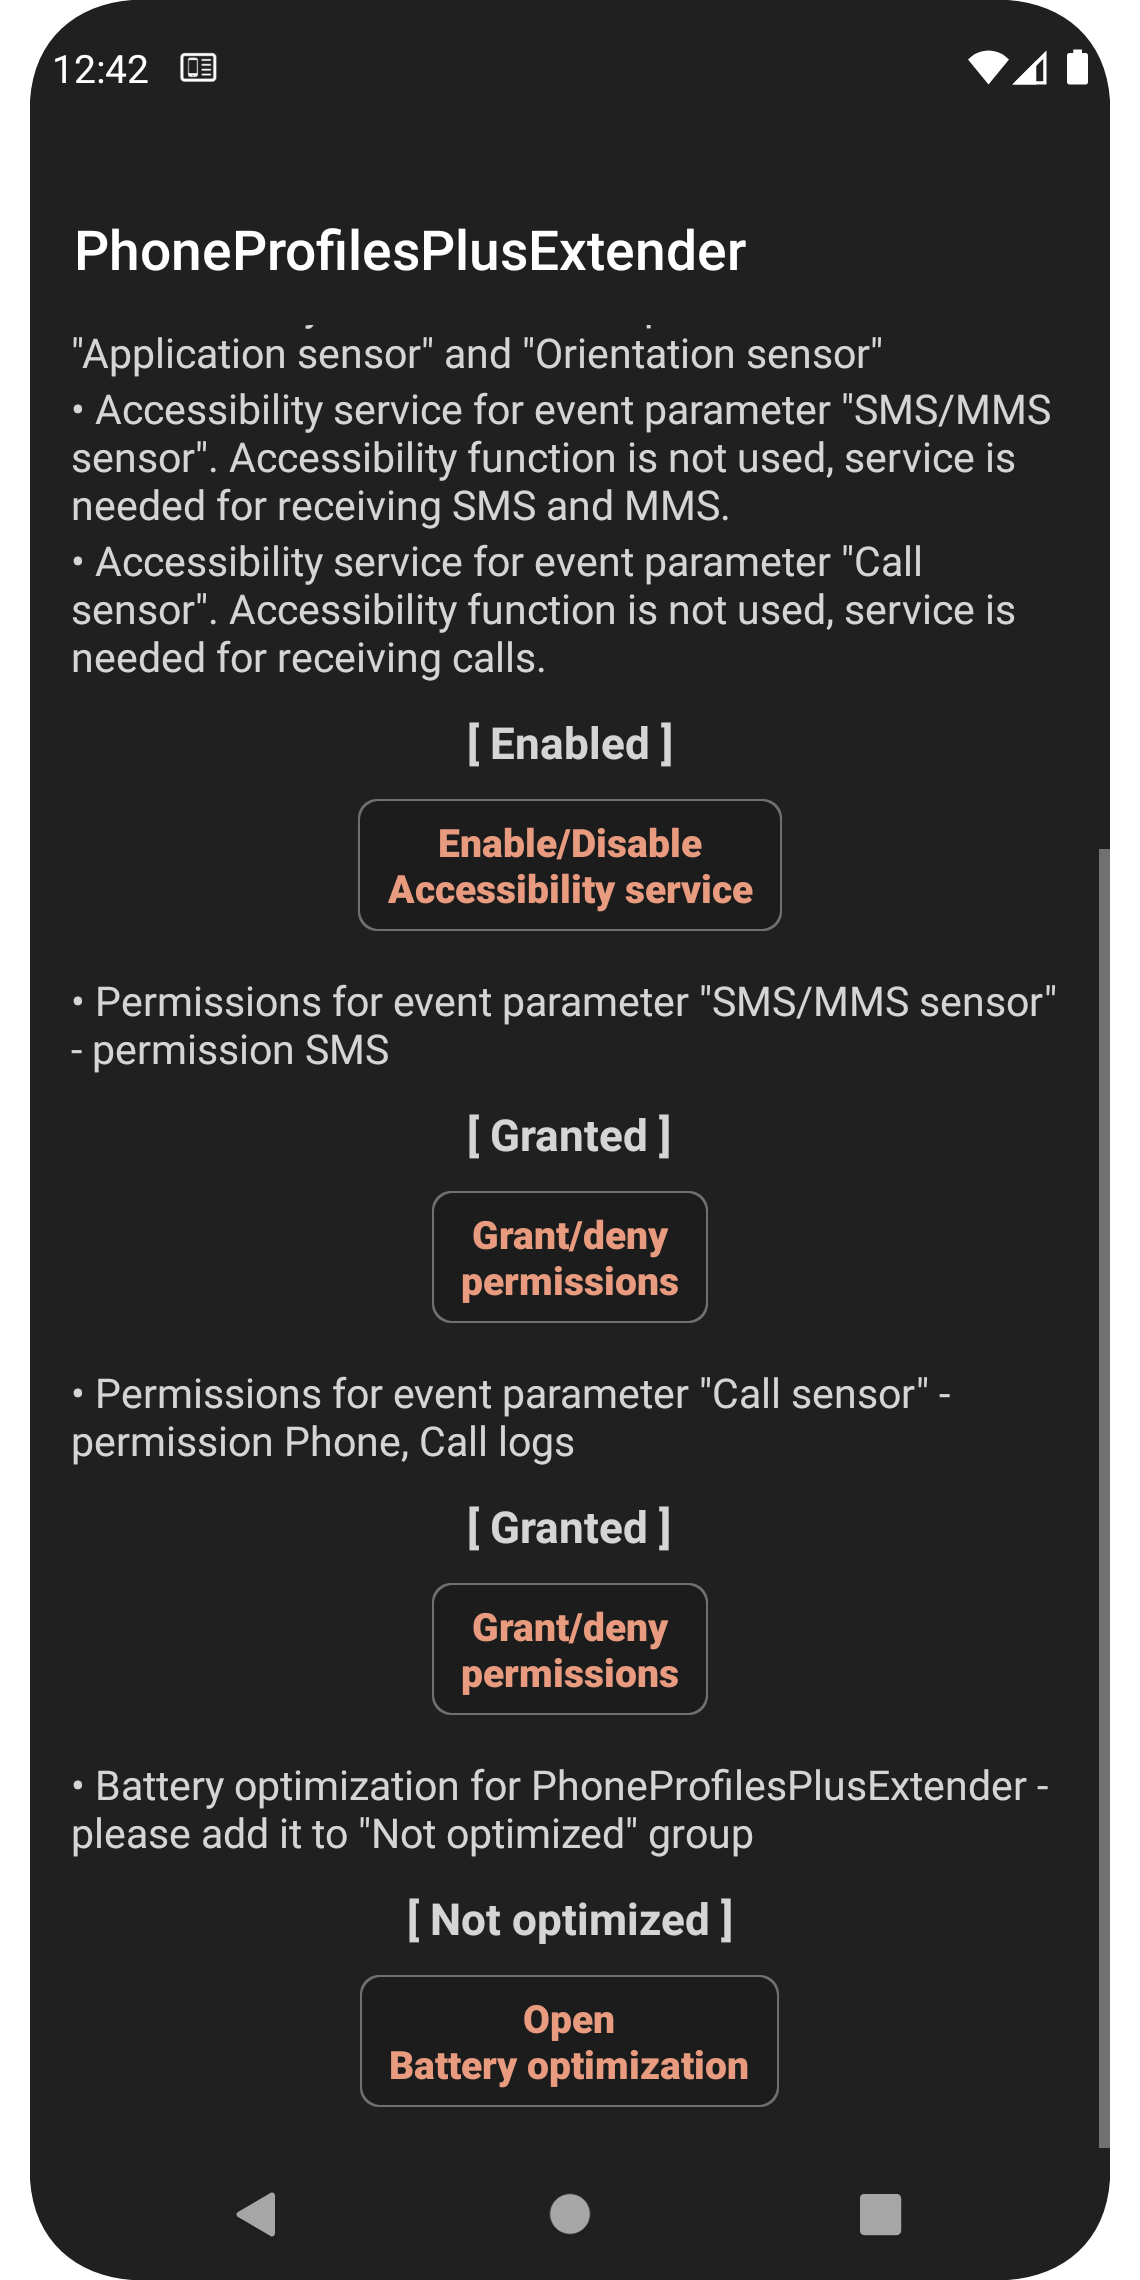 12:42
PhoneProfilesPlusExtender
"Application sensor" and "Orientation sensor"
• Accessibility service for event parameter "SMS/MMS
sensor". Accessibility function is not used, service is
needed for receiving SMS and MMS.
• Accessibility service for event parameter "Call
sensor". Accessibility function is not used, service is
needed for receiving calls.
[ Enabled ]
Enable/Disable
Accessibility service
• Permissions for event parameter "SMS/MMS sensor"
- permission SMS
[ Granted ]
Grant/deny
permissions
• Permissions for event parameter "Call sensor" -
permission Phone, Call logs
[ Granted ]
Grant/deny
permissions
• Battery optimization for PhoneProfilesPlusExtender -
please add it to "Not optimized" group
[ Not optimized ]
Open
Battery optimization